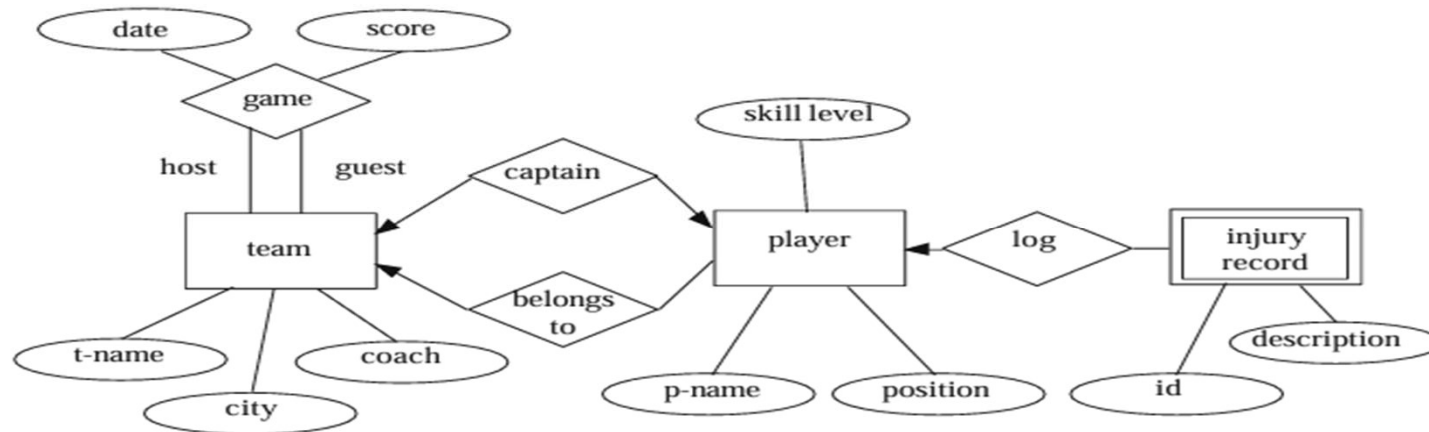 date
score
game
host
guest
skill level
captain
team
player
log
injury
record
belongs
to
t-name
coach
city
p-name
position
id
description